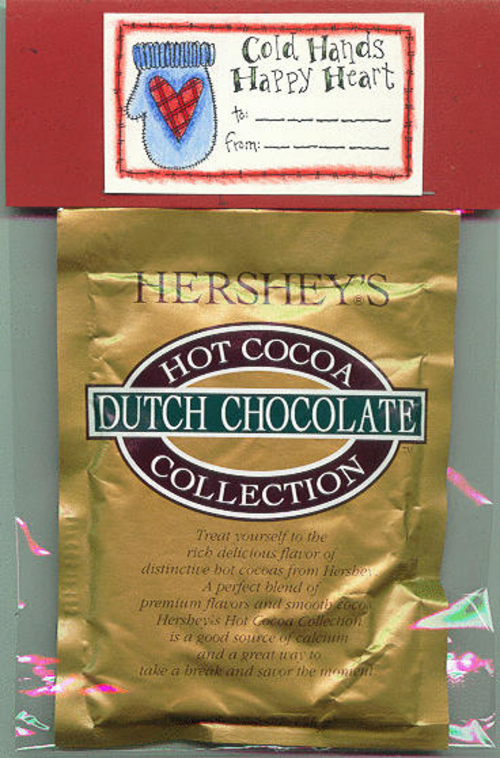 Cold Hands
Happy Heart
to:
from:
HERSHEY'S®
HOT COCOA
DUTCH CHOCOLATE
COLLECTION
TM
Treat yourself to the
rich delicious flavor of
distinctive hot cocoas from Hershey.
A perfect blend of
premium flavors and smooth cocoa
Hershey's Hot Cocoa Collection
is a good source of calcium
and a great way to
take a break and savor the moment.